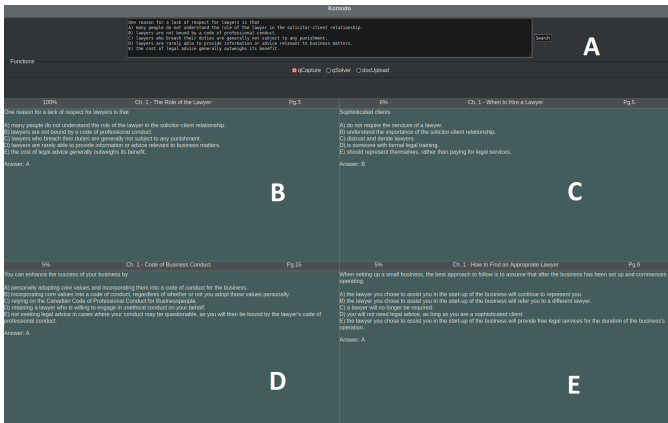 Komodo
One reason for a lack of respect for lawyers is that
A) many people do not understand the role of the lawyer in the solicitor-client relationship.
B) lawyers are not bound by a code of professional conduct.
C) lawyers who breach their duties are generally not subject to any punishment.
D) lawyers are rarely able to provide information or advice relevant to business matters.
E) the cost of legal advice generally outweighs its benefit.
Search
A
Functions
qCapture qSolver docUpload
100% Ch. 1 - The Role of the Lawyer Pg.3
One reason for a lack of respect for lawyers is that
A) many people do not understand the role of the lawyer in the solicitor-client relationship.
B) lawyers are not bound by a code of professional conduct.
C) lawyers who breach their duties are generally not subject to any punishment.
D) lawyers are rarely able to provide information or advice relevant to business matters.
E) the cost of legal advice generally outweighs its benefit.
Answer: A
B
6% Ch. 1 - When to Hire a Lawyer Pg.5
Sophisticated clients
A) do not require the services of a lawyer.
B) understand the importance of the solicitor-client relationship.
C) distrust and deride lawyers.
D) is someone with formal legal training.
E) should represent themselves, rather than paying for legal services.
Answer: B
C
5% Ch. 1 - Code of Business Conduct Pg.15
You can enhance the success of your business by
A) personally adopting core values and incorporating them into a code of conduct for the business.
B) incorporating core values into a code of conduct, regardless of whether or not you adopt those values personally.
C) relying on the Canadian Code of Professional Conduct for Businesspeople.
D) retaining a lawyer who is willing to engage in unethical conduct on your behalf.
E) not seeking legal advice in cases where your conduct may be questionable, as you will then be bound by the lawyer's code of
professional conduct.
Answer: A
D
5% Ch. 1 - How to Find an Appropriate Lawyer Pg.9
When setting up a small business, the best approach to follow is to assume that after the business has been set up and commences
operating,
A) the lawyer you chose to assist you in the start-up of the business will continue to represent you.
B) the lawyer you chose to assist you in the start-up of the business will refer you to a different lawyer.
C) a lawyer will no longer be required.
D) you will not need legal advice, as long as you are a sophisticated client.
E) the lawyer you chose to assist you in the start-up of the business will provide free legal services for the duration of the business's
operation.
Answer: A
E